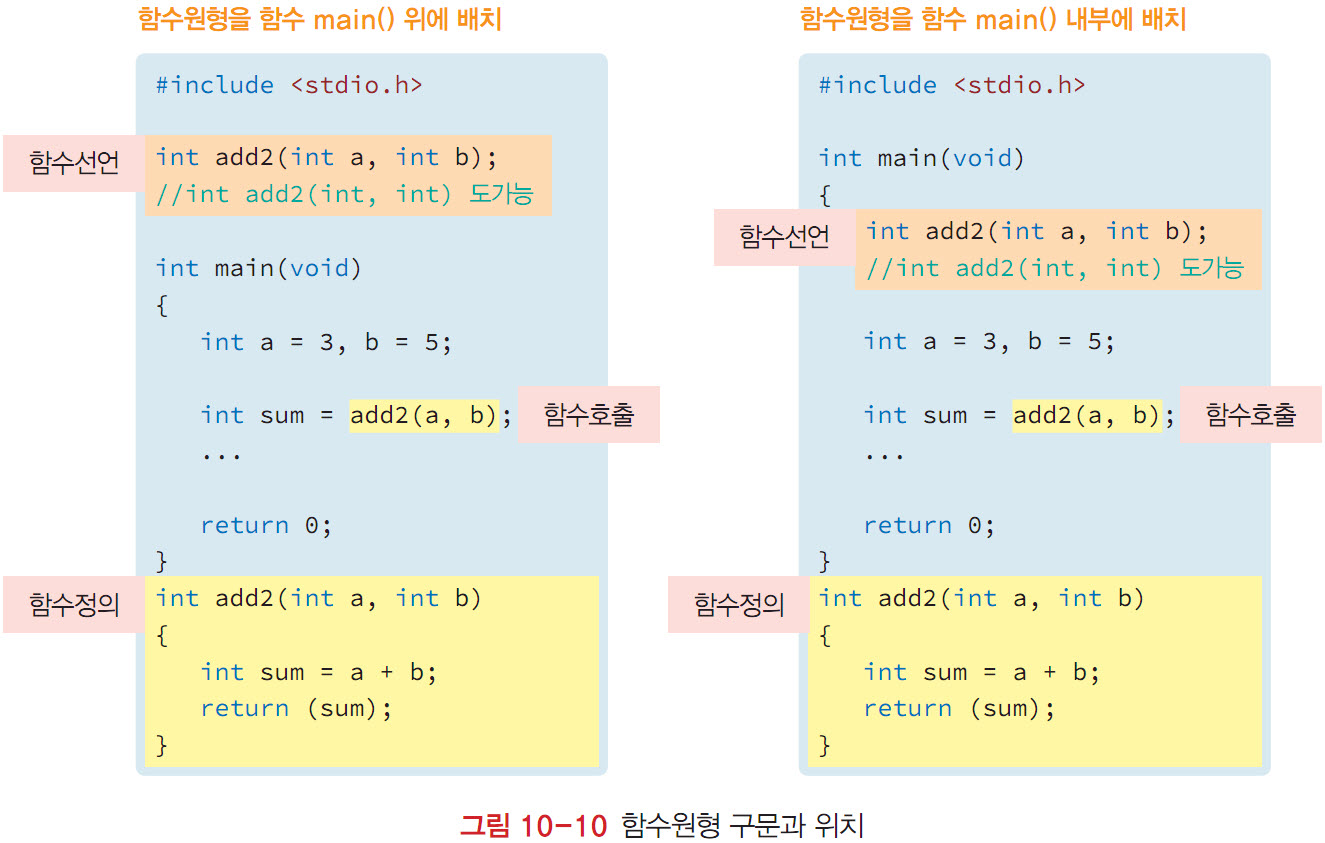 함수원형을 함수 main() 위에 배치
#include <stdio.h>
함수선언
int add2(int a, int b);
//int add2(int, int) 도가능
int main(void)
{
int a = 3, b = 5;
int sum = add2(a, b);
함수호출
...
return 0;
}
함수정의
int add2(int a, int b)
{
int sum = a + b;
return (sum);
}
함수원형을 함수 main() 내부에 배치
#include <stdio.h>
int main(void)
{
함수선언
int add2(int a, int b);
//int add2(int, int) 도가능
int a = 3, b = 5;
int sum = add2(a, b);
함수호출
...
return 0;
}
함수정의
int add2(int a, int b)
{
int sum = a + b;
return (sum);
}
그림 10-10 함수원형 구문과 위치